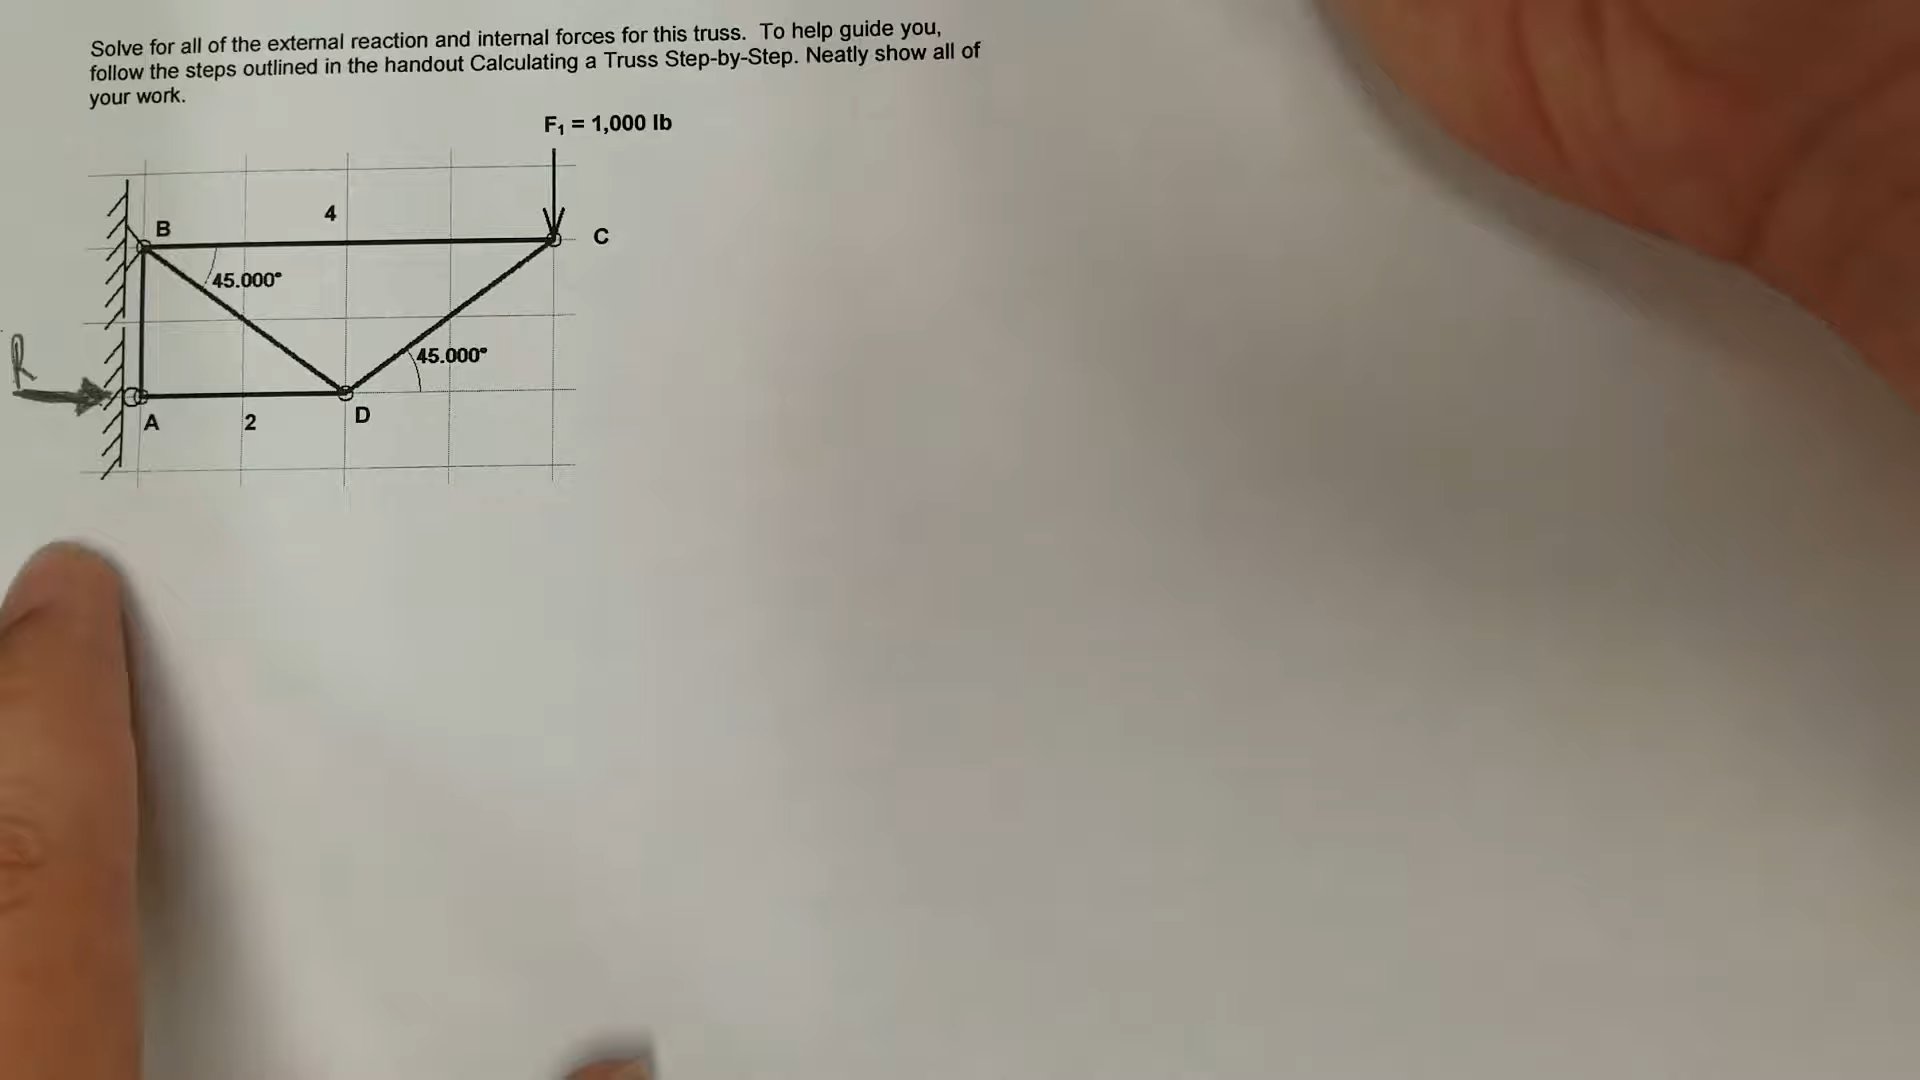 Solve for all of the external reaction and internal forces for this truss. To help guide you,
follow the steps outlined in the handout Calculating a Truss Step-by-Step. Neatly show all of
your work.
F₁ = 1,000 lb
4
B
C
45.000°
45.000°
R
A
2
D